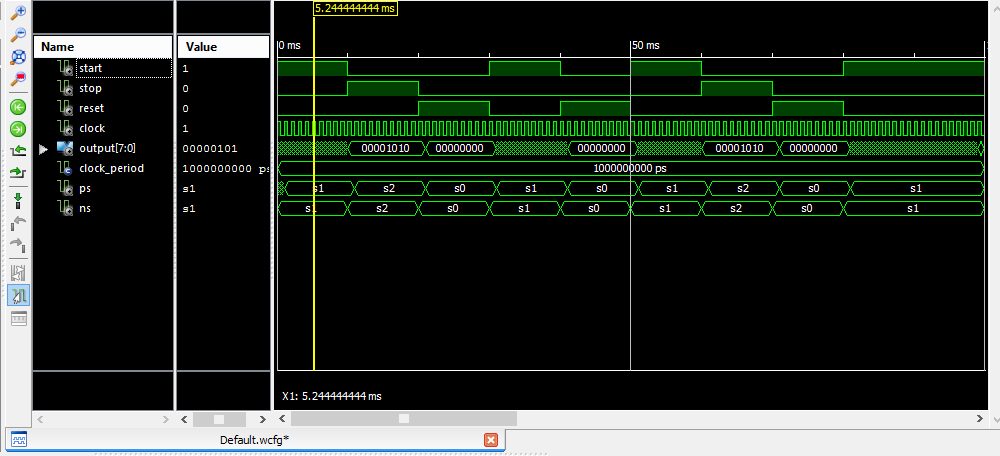 5.244444444 ms
Name Value
0 ms 50 ms
start 1
stop 0
reset 0
clock 1
output[7:0] 00000101 00001010 00000000 00000000 00001010 00000000
clock_period 1000000000 ps 1000000000 ps
ps s1 s1 s2 s0 s1 s0 s1 s2 s0 s1
ns s1 s1 s2 s0 s1 s0 s1 s2 s0 s1
X1: 5.244444444 ms
Default.wcfg*